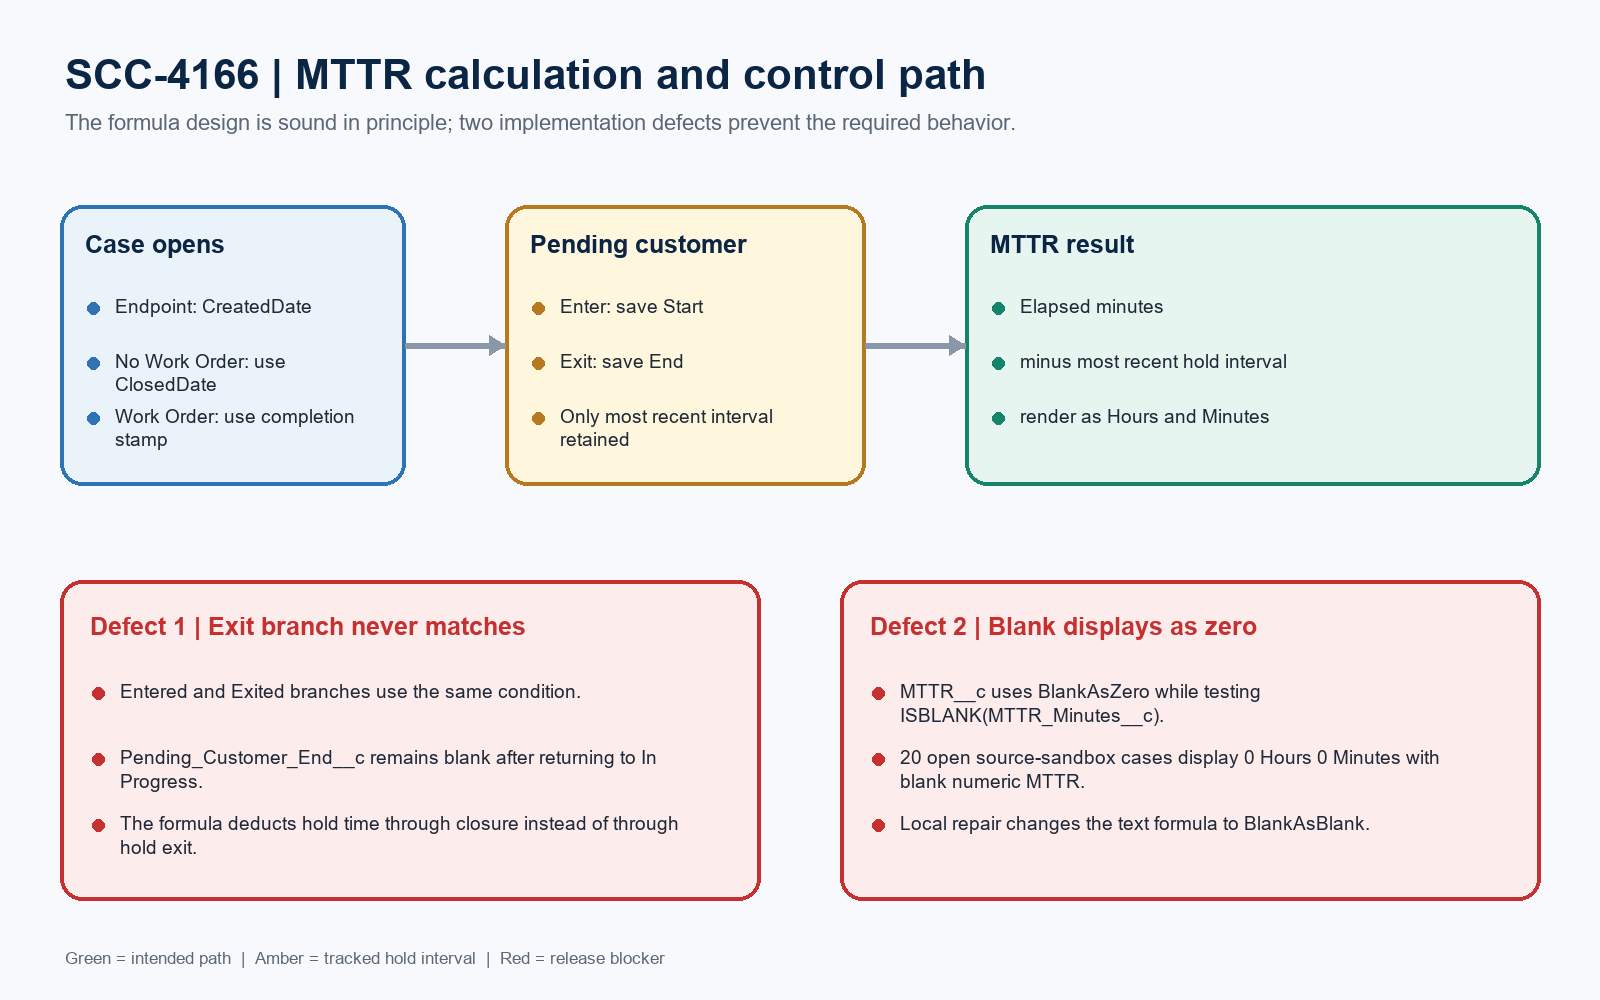 SCC-4166 | MTTR calculation and control path
The formula design is sound in principle; two implementation defects prevent the required behavior.
Case opens
Endpoint: CreatedDate
No Work Order: use
ClosedDate
Work Order: use completion
stamp
Pending customer
Enter: save Start
Exit: save End
Only most recent interval
retained
MTTR result
Elapsed minutes
minus most recent hold interval
render as Hours and Minutes
Defect 1 | Exit branch never matches
Entered and Exited branches use the same condition.
Pending_Customer_End__c remains blank after returning to In
Progress.
The formula deducts hold time through closure instead of through
hold exit.
Defect 2 | Blank displays as zero
MTTR__c uses BlankAsZero while testing
ISBLANK(MTTR_Minutes__c).
20 open source-sandbox cases display 0 Hours 0 Minutes with
blank numeric MTTR.
Local repair changes the text formula to BlankAsBlank.
Green = intended path | Amber = tracked hold interval | Red = release blocker